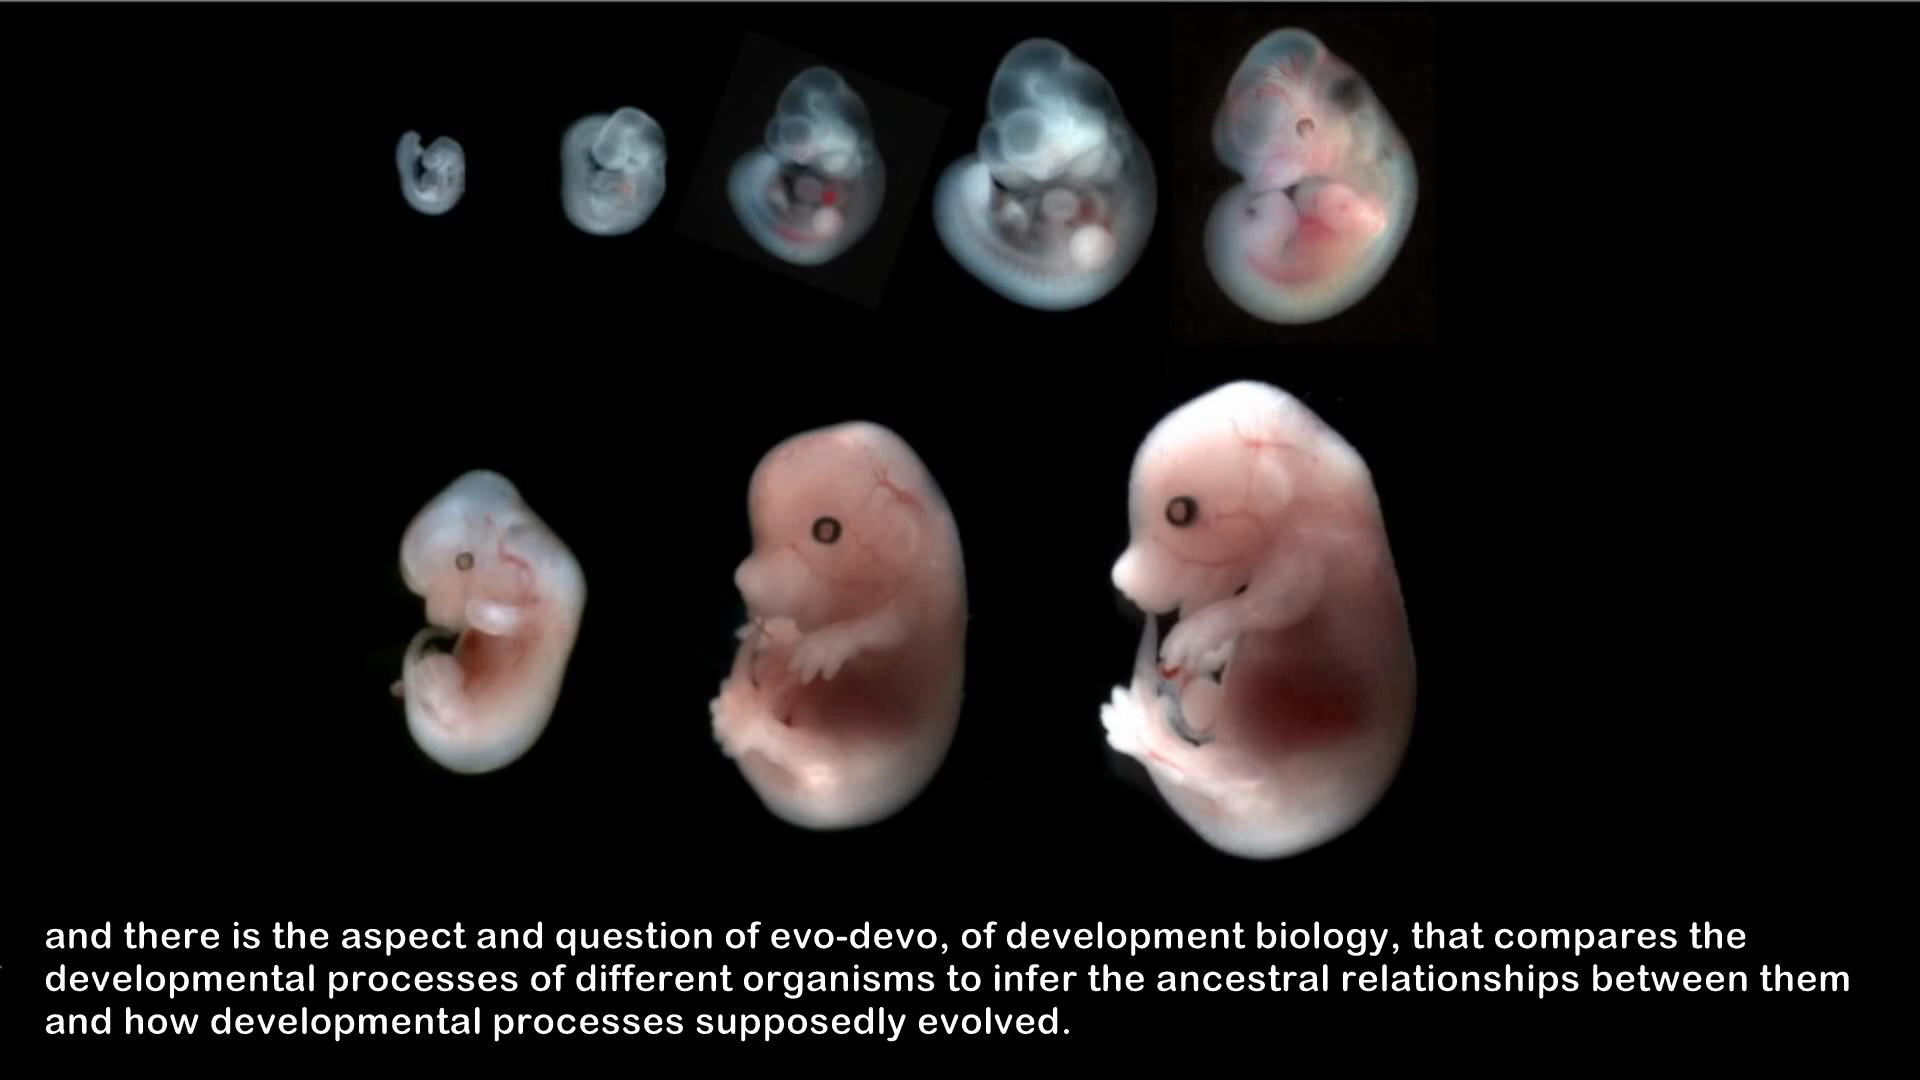 and there is the aspect and question of evo-devo, of development biology, that compares the
developmental processes of different organisms to infer the ancestral relationships between them
and how developmental processes supposedly evolved.